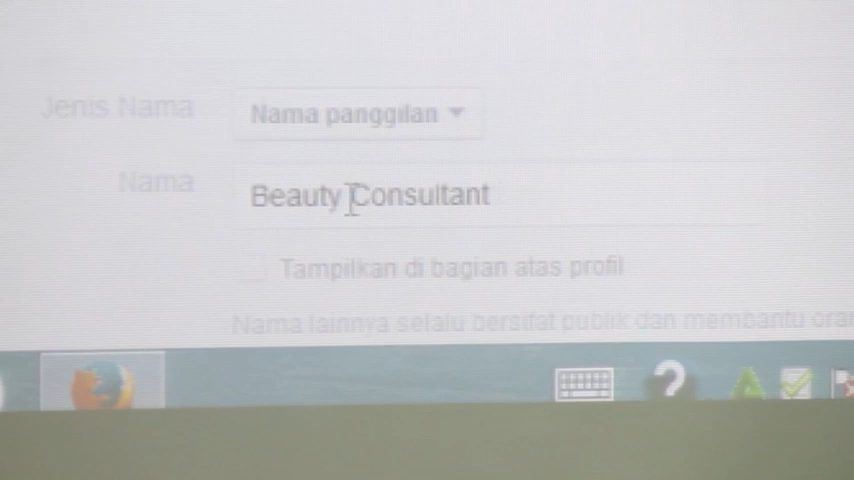 Jenis Nama
Nama panggilan
Nama
Beauty Consultant
Tampilkan di bagian atas profil
Nama lainnya selalu bersifat publik dan membantu